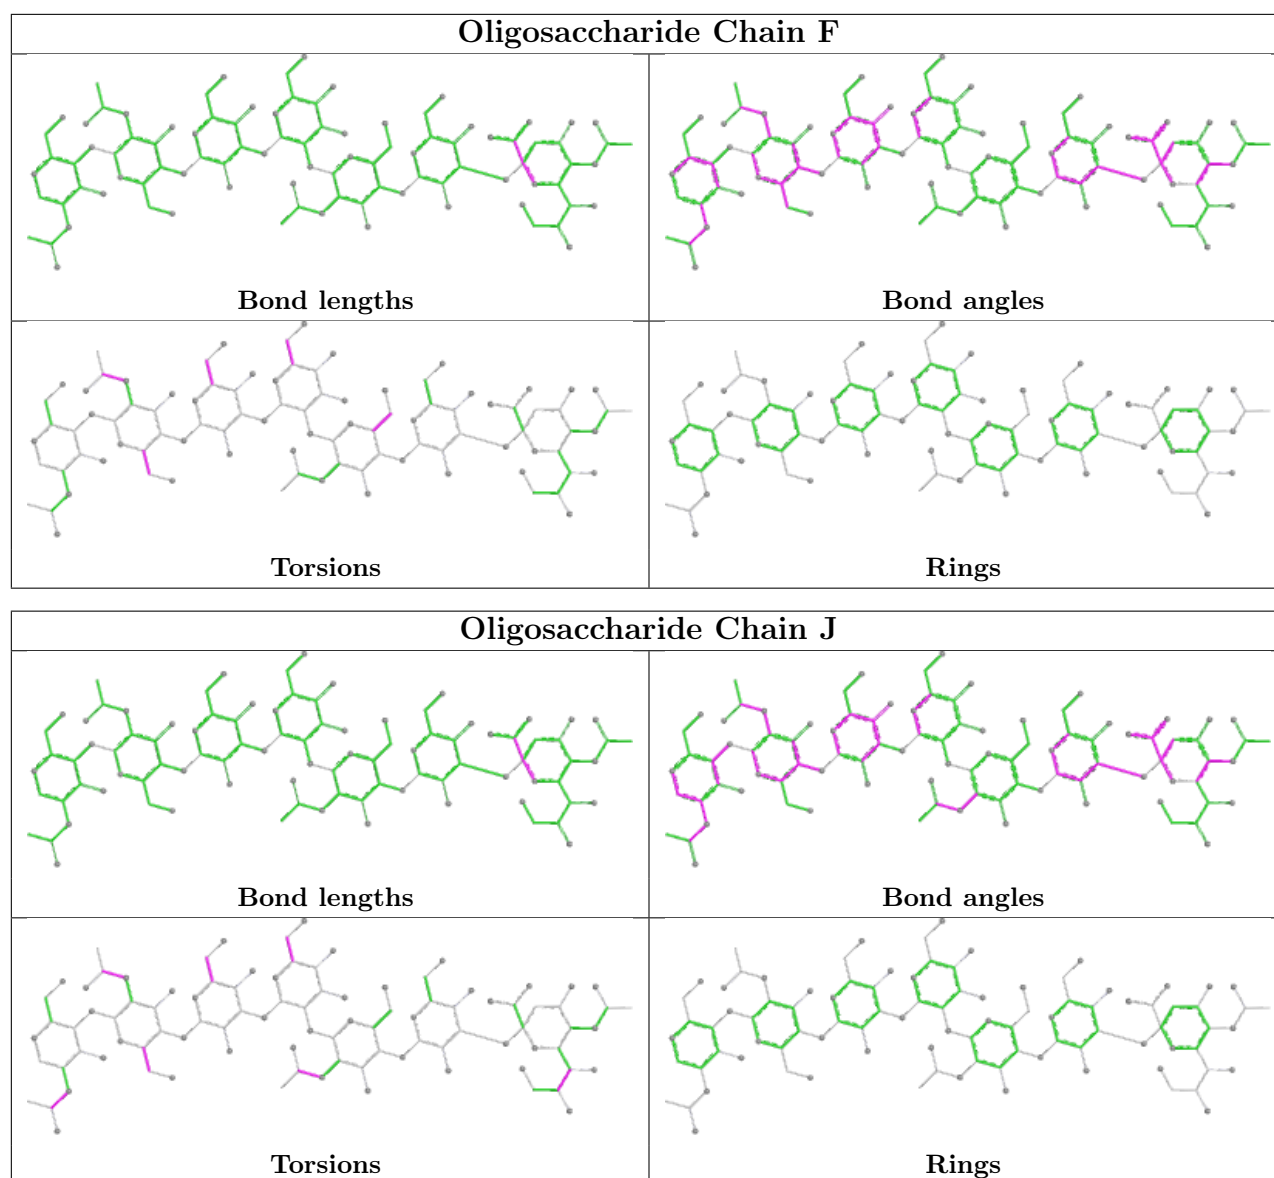 Oligosaccharide Chain F
Bond lengths
Bond angles
Torsions
Rings
Oligosaccharide Chain J
Bond lengths
Bond angles
Torsions
Rings